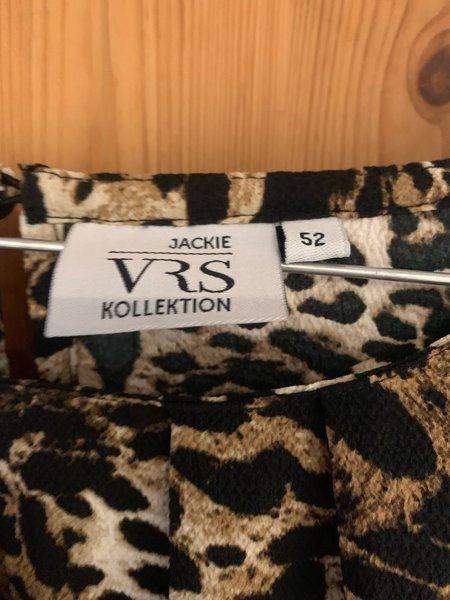 JACKIE
VRS
KOLLEKTION
52